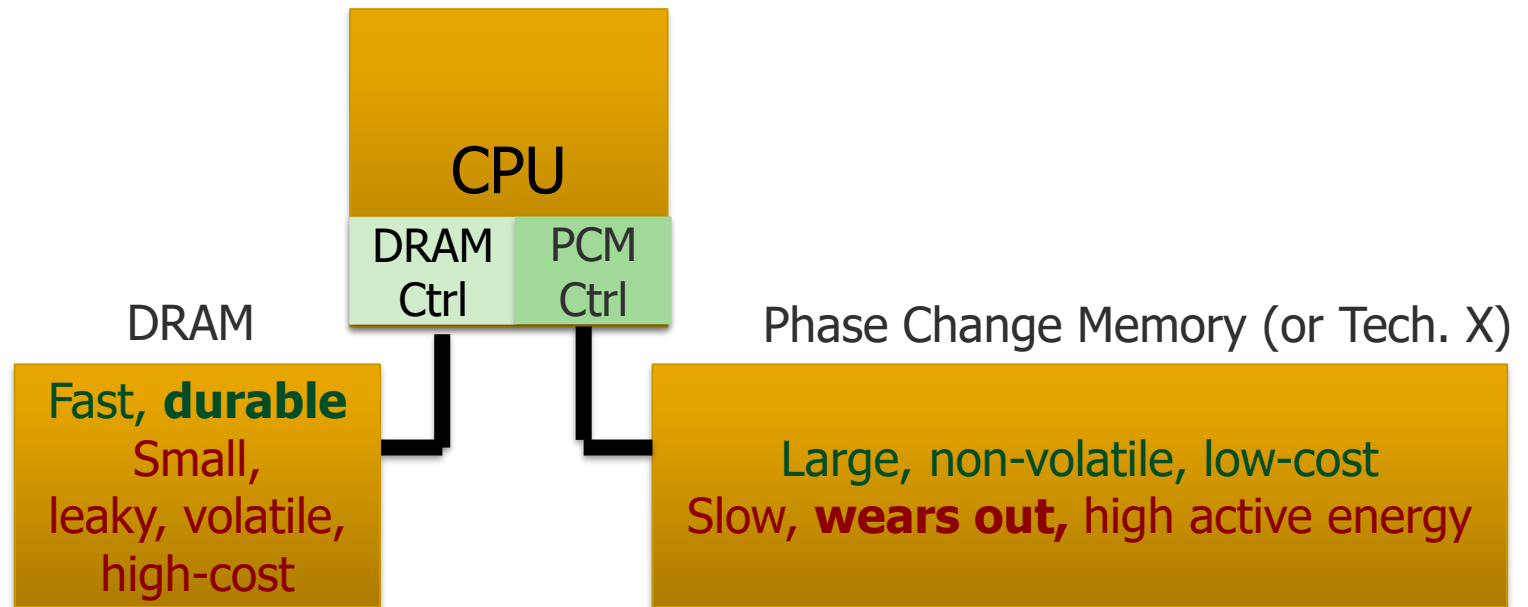 CPU
DRAM
Ctrl
PCM
Ctrl
DRAM
Fast, durable
Small,
leaky, volatile,
high-cost
Phase Change Memory (or Tech. X)
Large, non-volatile, low-cost
Slow, wears out, high active energy